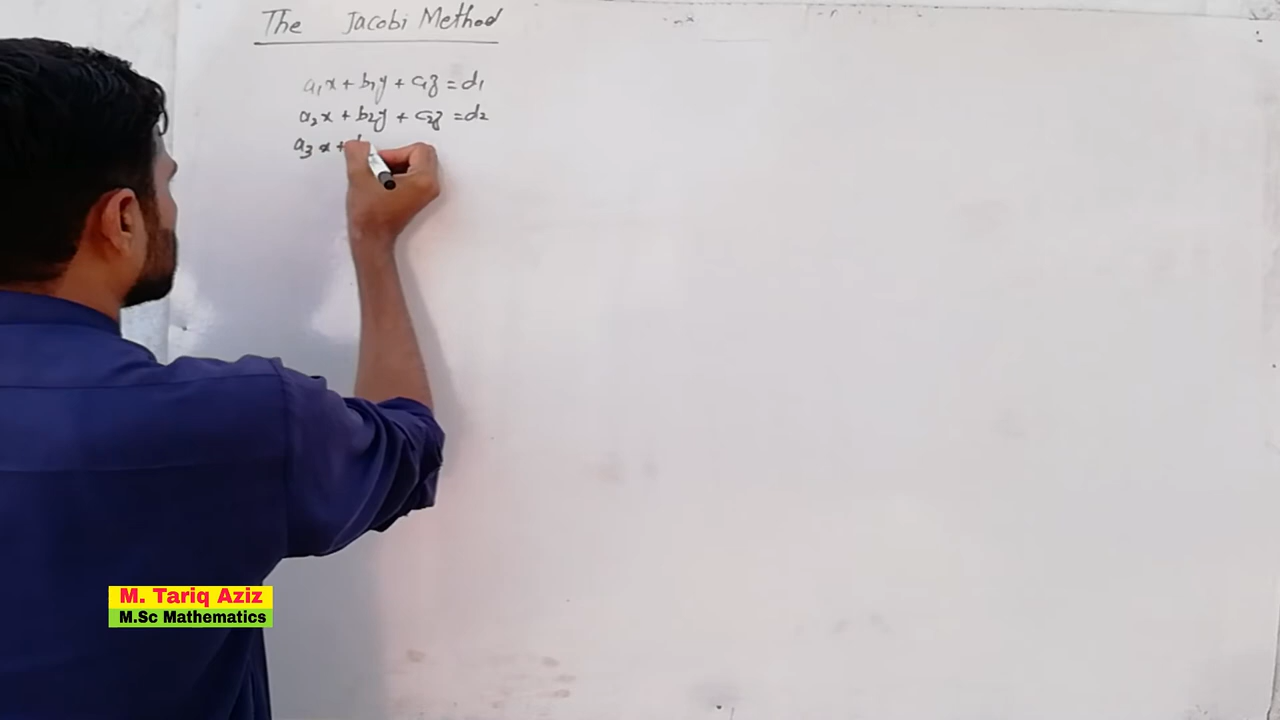 The Jacobi Method
a₁x + b₁y + c₁z = d₁
a₂x + b₂y + c₂z = d₂
a₃x +
M. Tariq Aziz
M.Sc Mathematics